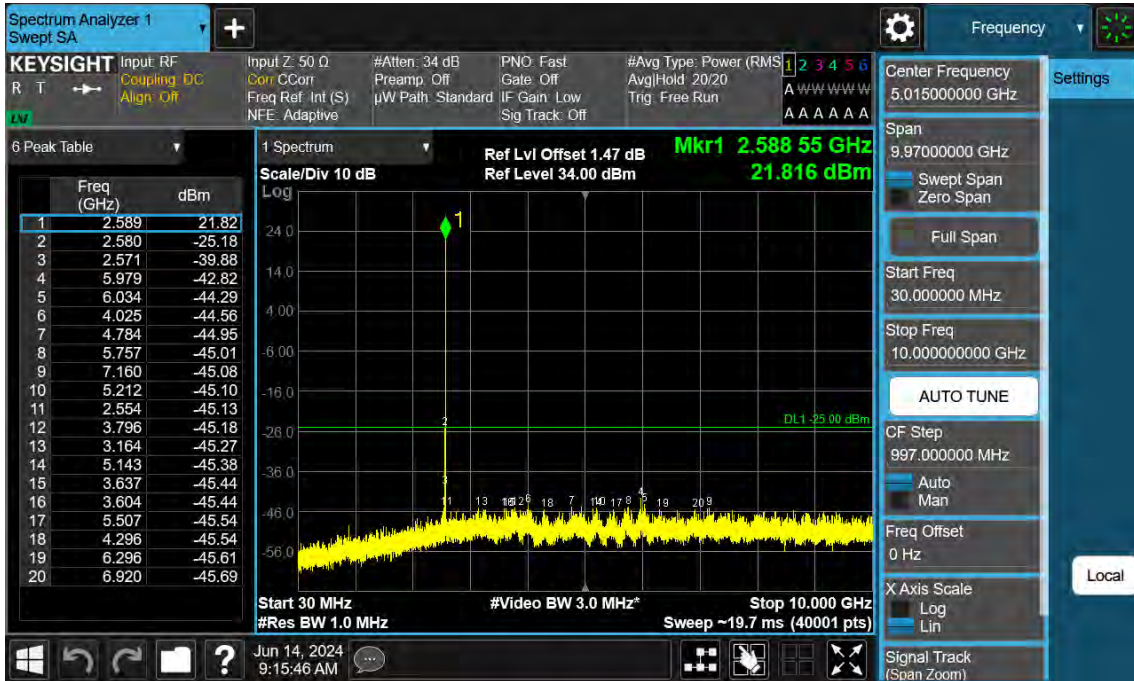 Spectrum Analyzer 1
Swept SA
Frequency
KEYSIGHT
R T
LXI
Input: RF
Coupling: DC
Align: Off
Input Z: 50 Ω
Corr CCorr
Freq Ref: Int (S)
NFE: Adaptive
#Atten: 34 dB
Preamp: Off
µW Path: Standard
PNO: Fast
Gate: Off
IF Gain: Low
Sig Track: Off
#Avg Type: Power (RMS
Avg|Hold: 20/20
Trig: Free Run
1 2 3 4 5 6
A W W W W W
A A A A A A
Center Frequency
5.015000000 GHz
Settings
6 Peak Table
1 Spectrum
Scale/Div 10 dB
Log
Ref Lvl Offset 1.47 dB
Ref Level 34.00 dBm
Mkr1 2.588 55 GHz
21.816 dBm
Freq
(GHz)
dBm
1 2.589 21.82
2 2.580 -25.18
3 2.571 -39.88
4 5.979 -42.82
5 6.034 -44.29
6 4.025 -44.56
7 4.784 -44.95
8 5.757 -45.01
9 7.160 -45.08
10 5.212 -45.10
11 2.554 -45.13
12 3.796 -45.18
13 3.164 -45.27
14 5.143 -45.38
15 3.637 -45.44
16 3.604 -45.44
17 5.507 -45.54
18 4.296 -45.54
19 6.296 -45.61
20 6.920 -45.69
1
24.0
14.0
4.00
-6.00
-16.0
-26.0
-36.0
-46.0
-56.0
DL1 -25.00 dBm
2
3
13
18
7
17
8
4
5
19
20
9
Start 30 MHz
#Res BW 1.0 MHz
#Video BW 3.0 MHz*
Stop 10.000 GHz
Sweep ~19.7 ms (40001 pts)
Span
9.97000000 GHz
Swept Span
Zero Span
Full Span
Start Freq
30.000000 MHz
Stop Freq
10.000000000 GHz
AUTO TUNE
CF Step
997.000000 MHz
Auto
Man
Freq Offset
0 Hz
X Axis Scale
Log
Lin
Local
Signal Track
(Span Zoom)
?
Jun 14, 2024
9:15:46 AM